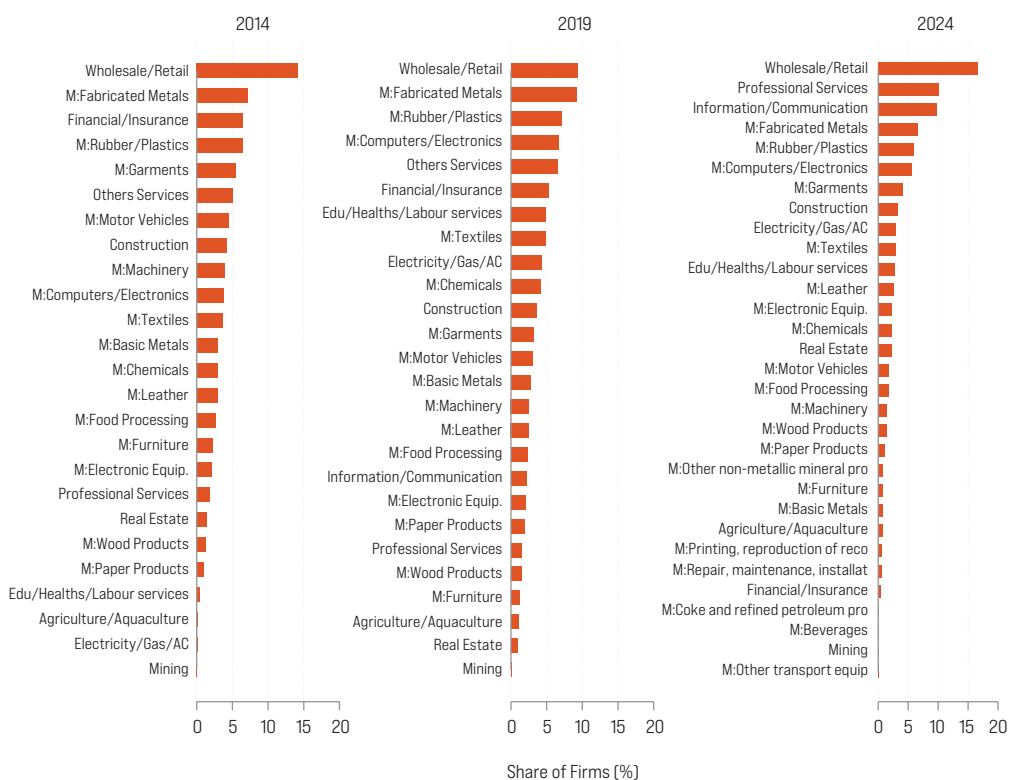 2014
Wholesale/Retail
M:Fabricated Metals
Financial/Insurance
M:Rubber/Plastics
M:Garments
Others Services
M:Motor Vehicles
Construction
M:Machinery
M:Computers/Electronics
M:Textiles
M:Basic Metals
M:Chemicals
M:Leather
M:Food Processing
M:Furniture
M:Electronic Equip.
Professional Services
Real Estate
M:Wood Products
M:Paper Products
Edu/Healths/Labour services
Agriculture/Aquaculture
Electricity/Gas/AC
Mining
0 5 10 15 20
2019
Wholesale/Retail
M:Fabricated Metals
M:Rubber/Plastics
M:Computers/Electronics
Others Services
Financial/Insurance
Edu/Healths/Labour services
M:Textiles
Electricity/Gas/AC
M:Chemicals
Construction
M:Garments
M:Motor Vehicles
M:Basic Metals
M:Machinery
M:Leather
M:Food Processing
Information/Communication
M:Electronic Equip.
M:Paper Products
Professional Services
M:Wood Products
M:Furniture
Agriculture/Aquaculture
Real Estate
Mining
0 5 10 15 20
2024
Wholesale/Retail
Professional Services
Information/Communication
M:Fabricated Metals
M:Rubber/Plastics
M:Computers/Electronics
M:Garments
Construction
Electricity/Gas/AC
M:Textiles
Edu/Healths/Labour services
M:Leather
M:Electronic Equip.
M:Chemicals
Real Estate
M:Motor Vehicles
M:Food Processing
M:Machinery
M:Wood Products
M:Paper Products
M:Other non-metallic mineral pro
M:Furniture
M:Basic Metals
Agriculture/Aquaculture
M:Printing, reproduction of reco
M:Repair, maintenance, installat
Financial/Insurance
M:Coke and refined petroleum pro
M:Beverages
Mining
M:Other transport equip
0 5 10 15 20
Share of Firms (%)